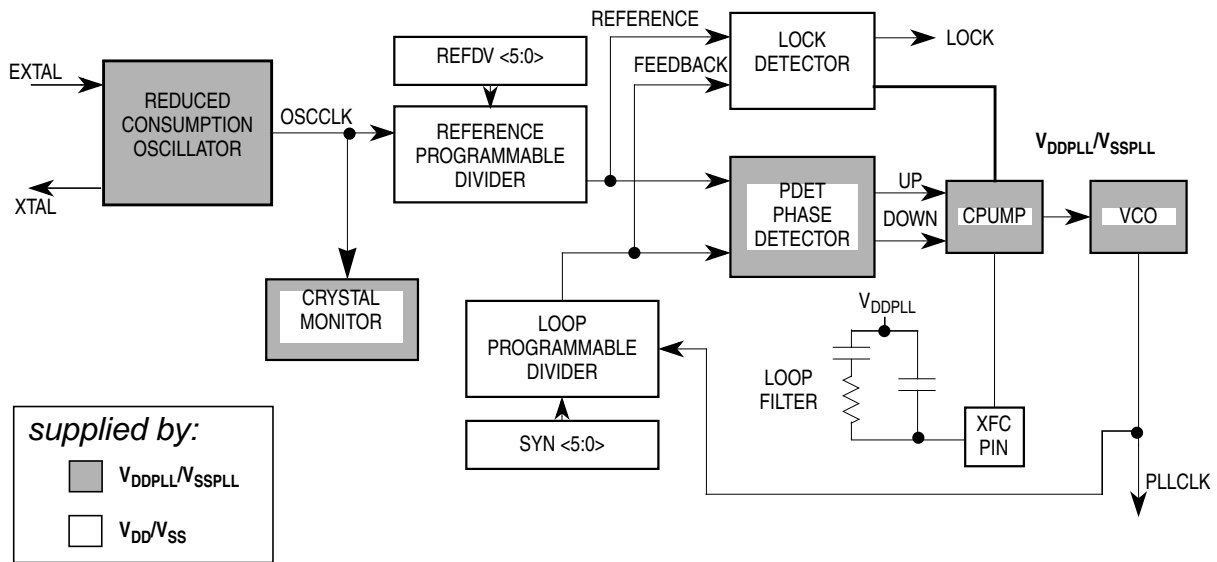 REFERENCE
LOCK
DETECTOR
LOCK
REFDV <5:0>
FEEDBACK
EXTAL
REDUCED
CONSUMPTION
OSCILLATOR
OSCCLK
REFERENCE
PROGRAMMABLE
DIVIDER
XTAL
PDET
PHASE
DETECTOR
UP
DOWN
VDDPLL/VSSPLL
CPUMP
VCO
CRYSTAL
MONITOR
LOOP
PROGRAMMABLE
DIVIDER
VDDPLL
LOOP
FILTER
XFC
PIN
SYN <5:0>
PLLCLK
supplied by:
VDDPLL/VSSPLL
VDD/VSS